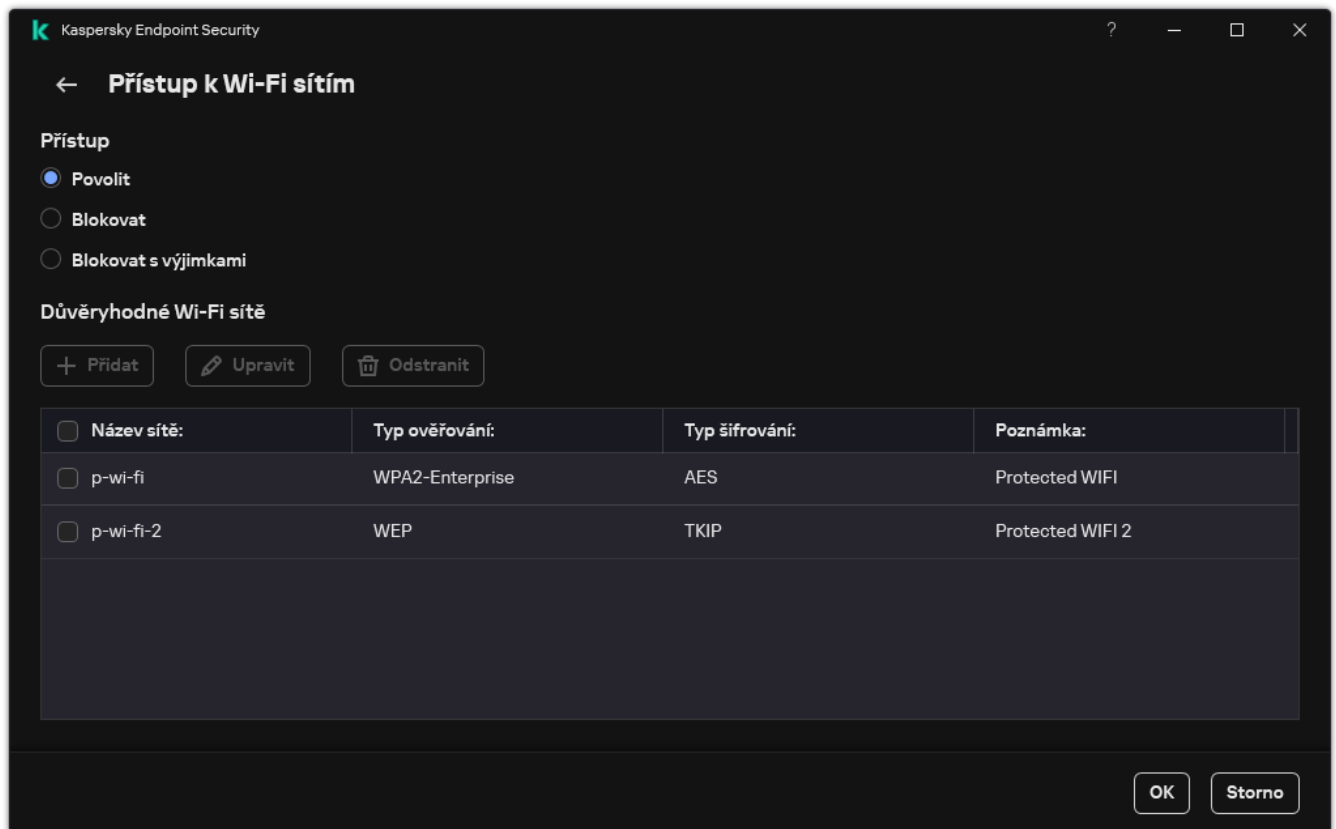 Kaspersky Endpoint Security ?
Přístup k Wi-Fi sítím
Přístup
Povolit
Blokovat
Blokovat s výjimkami
Důvěryhodné Wi-Fi sítě
Přidat Upravit Odstranit
Název sítě: Typ ověřování: Typ šifrování: Poznámka:
p-wi-fi WPA2-Enterprise AES Protected WIFI
p-wi-fi-2 WEP TKIP Protected WIFI 2
OK Storno